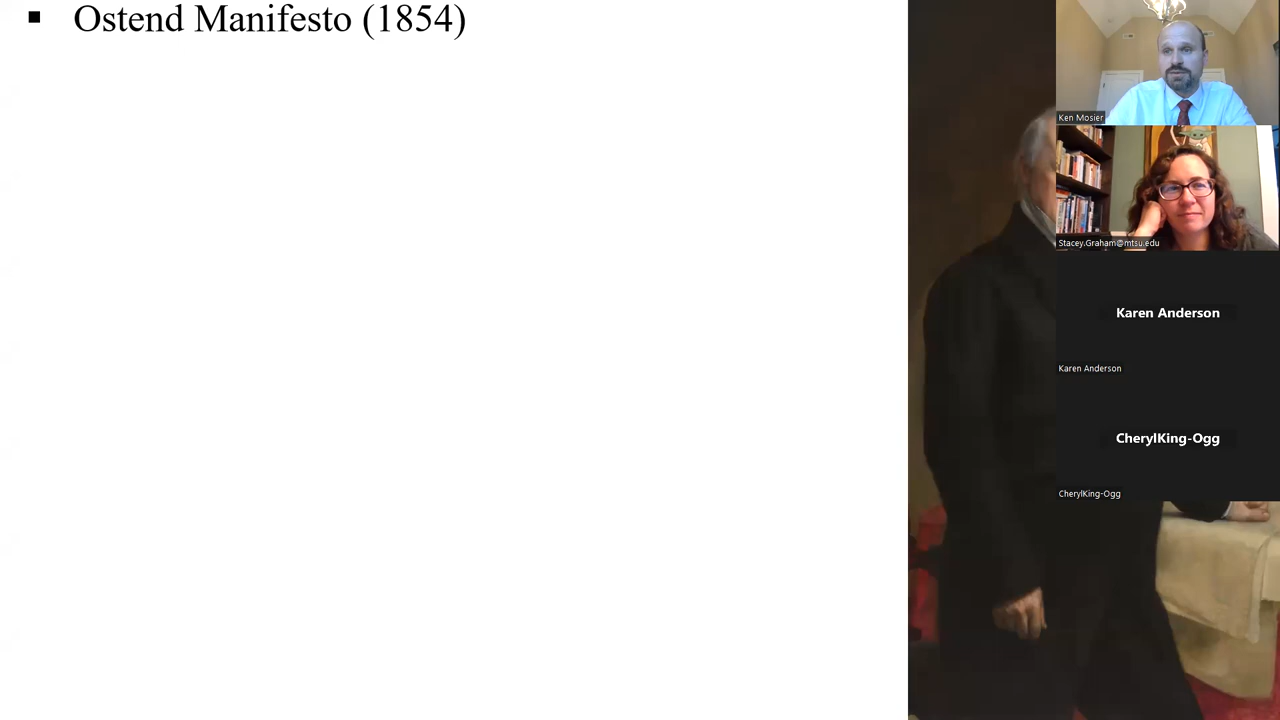 ▪ Ostend Manifesto (1854)
Ken Mosier
Stacey.Graham@mtsu.edu
Karen Anderson
Karen Anderson
CherylKing-Ogg
CherylKing-Ogg